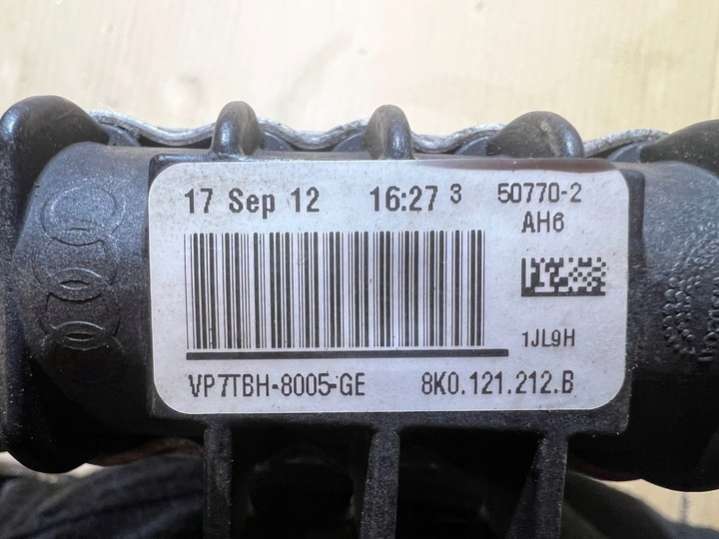 17 Sep 12 16:27 3 50770-2
AH6
1JL9H
VP7TBH-8005-GE 8K0.121.212.B